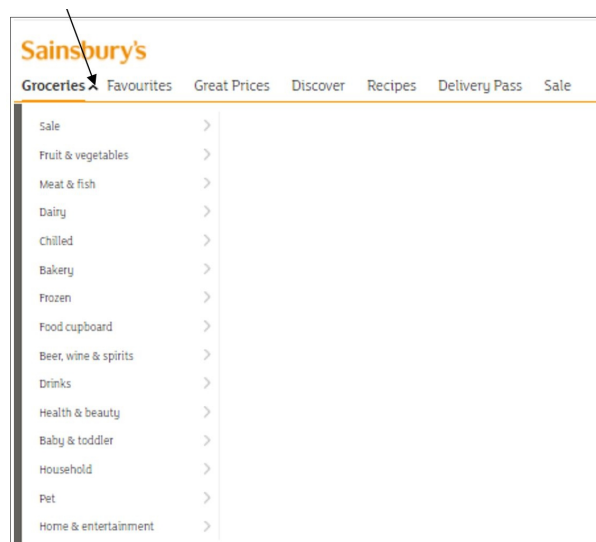 Sainsbury's
Groceries Favourites Great Prices Discover Recipes Delivery Pass Sale
Sale
Fruit & vegetables
Meat & fish
Dairy
Chilled
Bakery
Frozen
Food cupboard
Beer, wine & spirits
Drinks
Health & beauty
Baby & toddler
Household
Pet
Home & entertainment